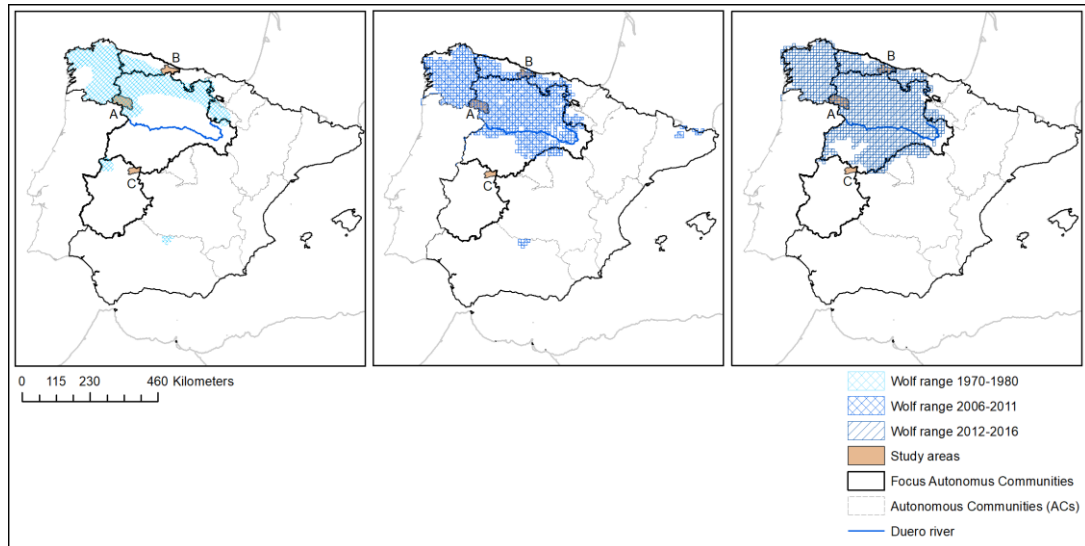 B
A
C
B
A
C
B
A
C
0 115 230 460 Kilometers
Wolf range 1970-1980
Wolf range 2006-2011
Wolf range 2012-2016
Study areas
Focus Autonomus Communities
Autonomous Communities (ACs)
Duero river